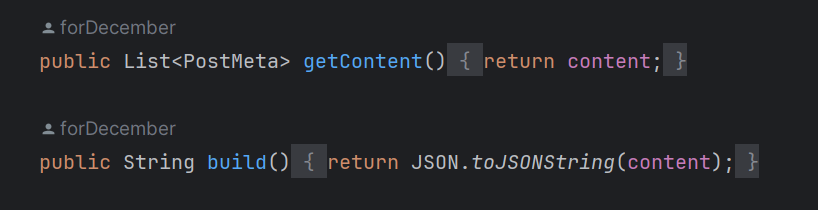 forDecember
public List<PostMeta> getContent() { return content; }
forDecember
public String build() { return JSON.toJSONString(content); }